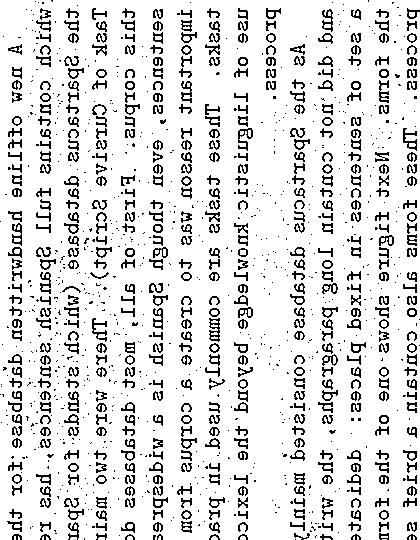 A new offline handwritten database for the
which contains full Spanish sentences, has re
the Spartacus database (which stands for Spar
Task of Cursive Script). There were two mai
this corpus. First of all, most databases do
sentences, even though Spanish is a widespre
important reason was to create a corpus from
tasks. These tasks are commonly used in prac
use of linguistic knowledge beyond the lexico
process.
As the Spartacus database consisted mainly
and did not contain long paragraphs, the writ
a set of sentences in fixed places: dedicate
the forms. Next figure shows one of the form
process. These forms also contain a brief se